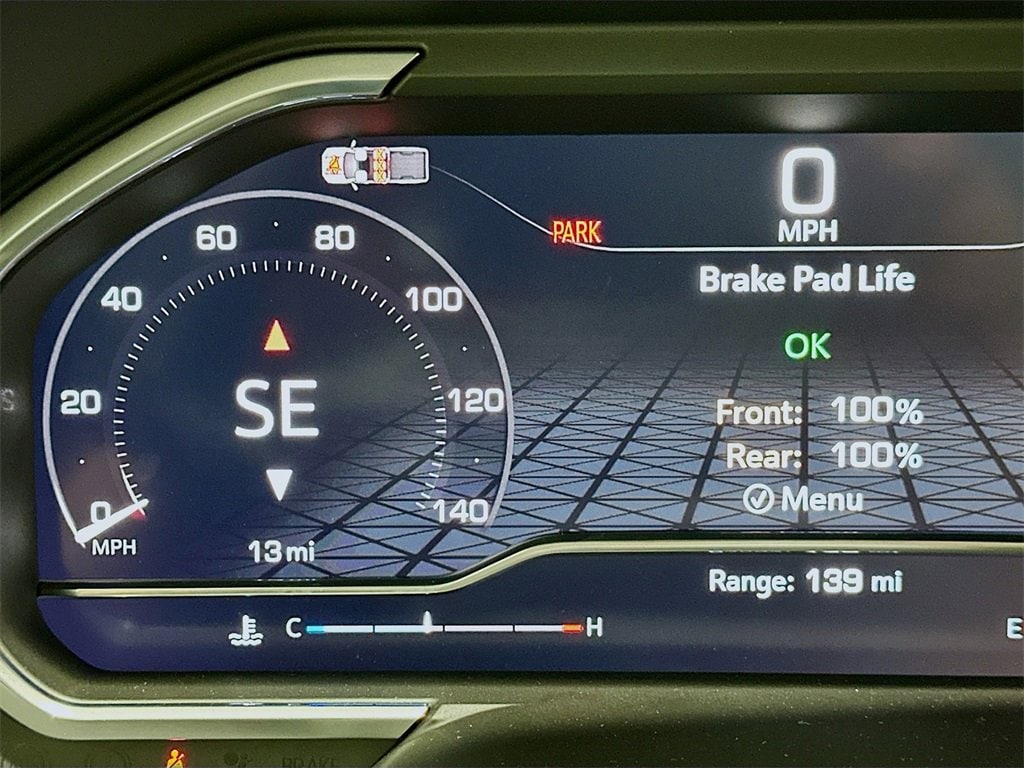 0
MPH
PARK
Brake Pad Life
OK
Front: 100%
Rear: 100%
Menu
60
80
40
100
20
120
0
140
MPH
SE
13 mi
Range: 139 mi
C
H
E
BRAKE